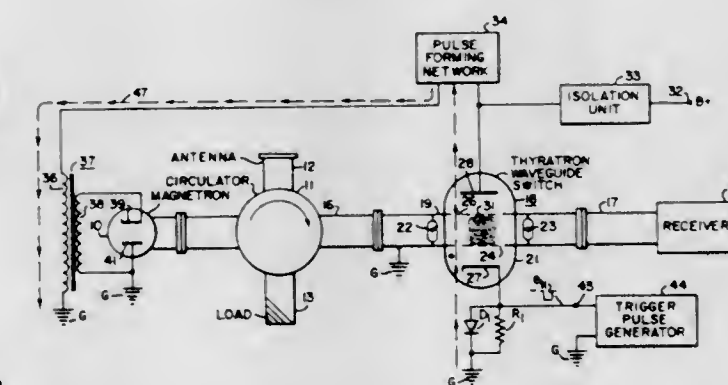 34
PULSE
FORMING
NETWORK
33
ISOLATION
UNIT
32
B+
47
36
37
38
39
10
41
G
ANTENNA
12
11
CIRCULATOR
MAGNETRON
16
13
LOAD
G
G
28
THYRATRON
WAVEGUIDE
SWITCH
19
26
31
18
22
23
24
27
21
17
RECEIVER
D1
R1
G
43
44
TRIGGER
PULSE
GENERATOR
G